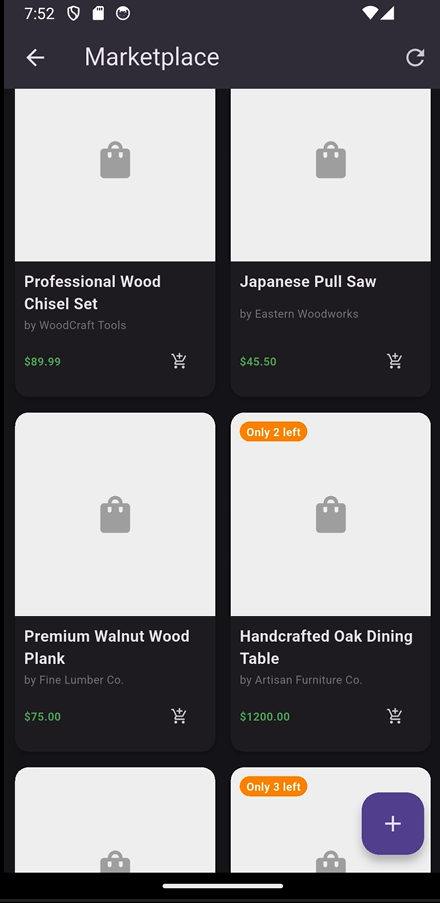 7:52
Marketplace
Professional Wood
Chisel Set
by WoodCraft Tools
$89.99
Japanese Pull Saw
by Eastern Woodworks
$45.50
Premium Walnut Wood
Plank
by Fine Lumber Co.
$75.00
Only 2 left
Handcrafted Oak Dining
Table
by Artisan Furniture Co.
$1200.00
Only 3 left